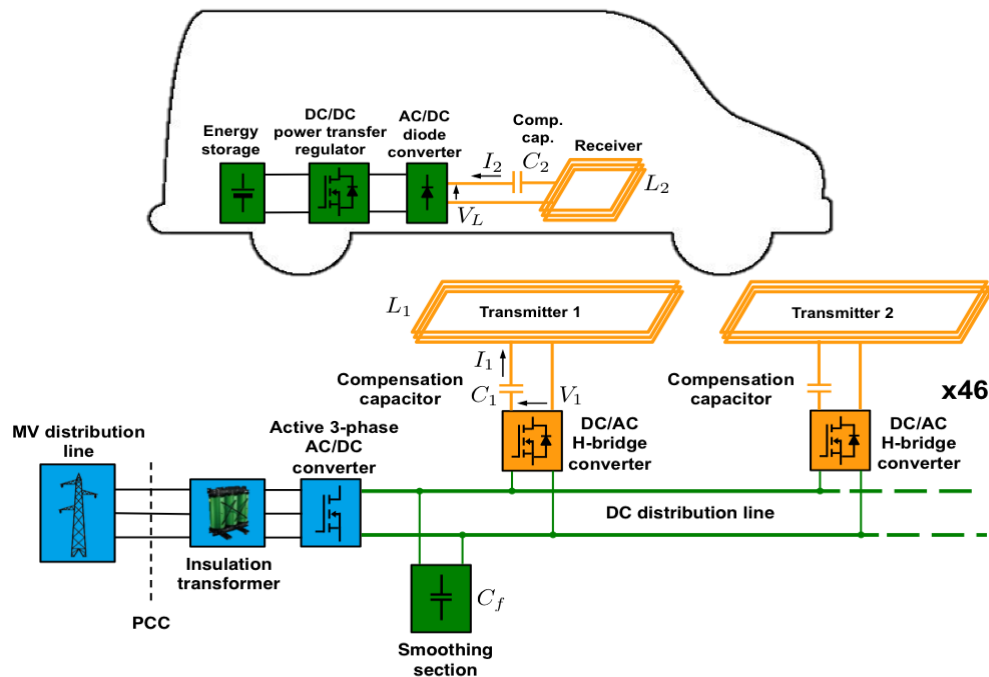 Energy
storage
DC/DC
power transfer
regulator
AC/DC
diode
converter
Comp.
cap.
Receiver
I₂
C₂
L₂
V_L
L₁
Transmitter 1
Transmitter 2
I₁
Compensation
capacitor
C₁
V₁
DC/AC
H-bridge
converter
Compensation
capacitor
DC/AC
H-bridge
converter
x46
MV distribution
line
Active 3-phase
AC/DC
converter
DC distribution line
Insulation
transformer
PCC
C_f
Smoothing
section